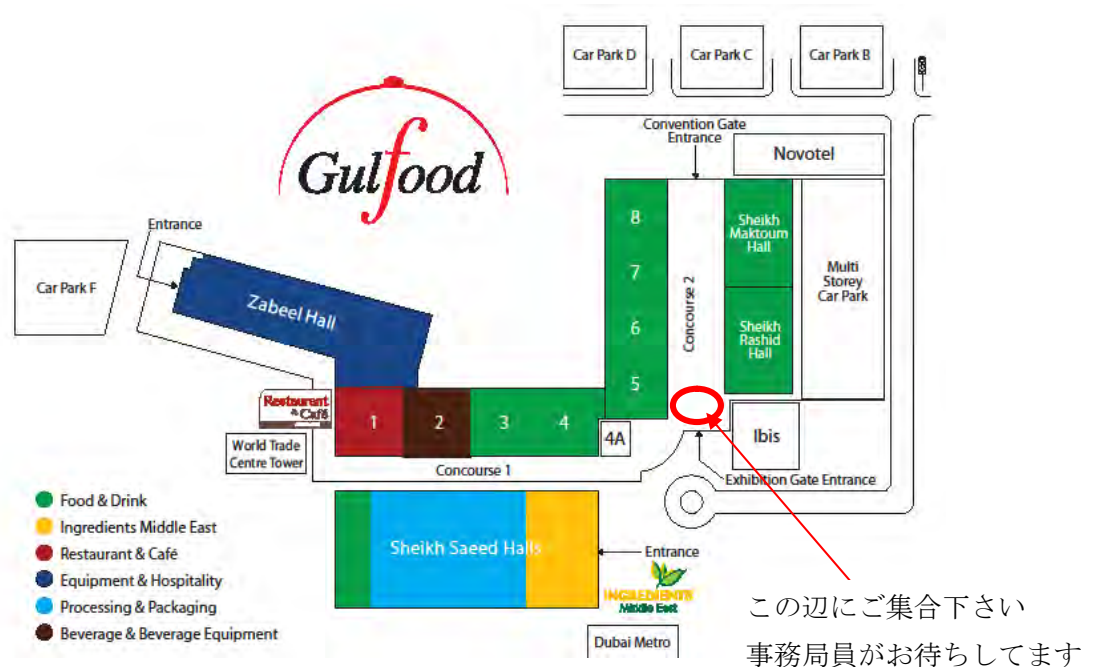 Car Park D
Car Park C
Car Park B
Convention Gate
Entrance
Novotel
Gulfood
Entrance
Car Park F
Zabeel Hall
8
7
6
5
Concourse 2
Sheikh
Maktoum
Hall
Sheikh
Rashid
Hall
Multi
Storey
Car Park
Restaurant
& Café
1
2
3
4
4A
Ibis
World Trade
Centre Tower
Concourse 1
Exhibition Gate Entrance
Food & Drink
Ingredients Middle East
Restaurant & Café
Equipment & Hospitality
Processing & Packaging
Beverage & Beverage Equipment
Sheikh Saeed Halls
Entrance
INGREDIENTS
Middle East
Dubai Metro
この辺にご集合下さい
事務局員がお待ちしてます